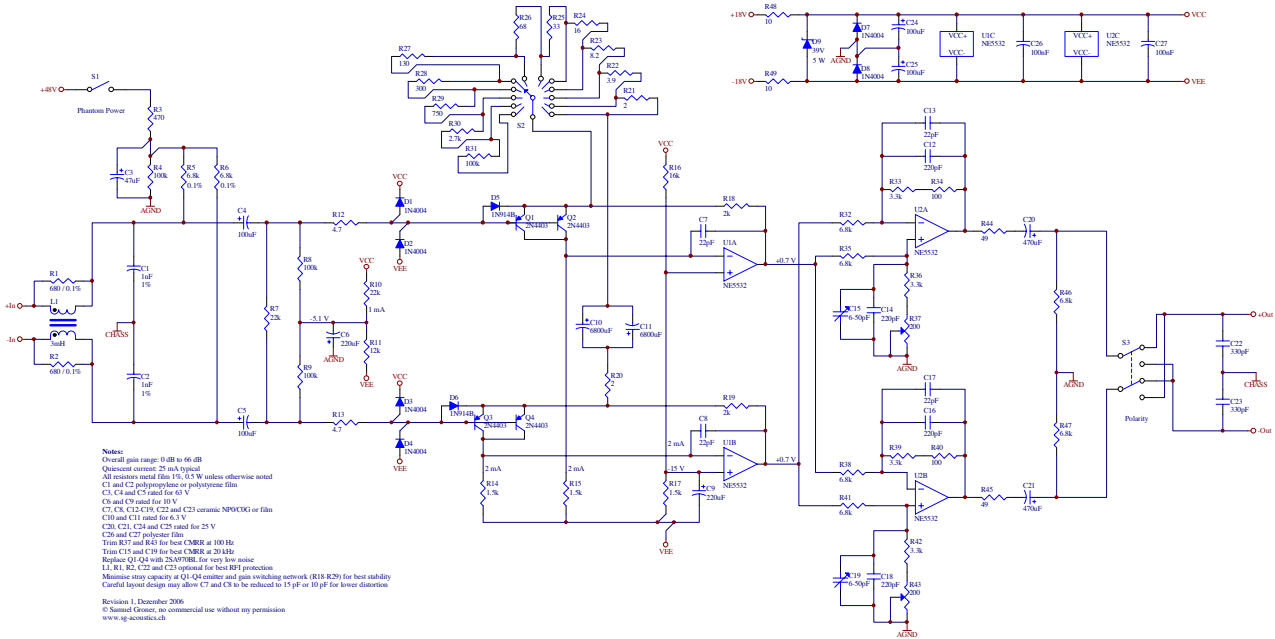 +48V
S1
Phantom Power
R3
470
C3
47uF
R4
100k
R5
6.8k
0.1%
R6
6.8k
0.1%
AGND
R26
68
R25
33
R24
16
R23
8.2
R22
3.9
R21
2
R27
130
R28
300
R29
750
R30
2.7k
R31
100k
S2
+18V
R48
10
D9
39V
5 W
D7
1N4004
D8
1N4004
AGND
C24
100uF
C25
100uF
VCC+
VCC-
U1C
NE5532
C26
100nF
VCC+
VCC-
U2C
NE5532
C27
100nF
VCC
-18V
R49
10
VEE
+In
-In
R1
680 / 0.1%
L1
3mH
R2
680 / 0.1%
C1
1nF
1%
C2
1nF
1%
CHASS
C4
100uF
C5
100uF
R7
22k
R8
100k
R9
100k
-5.1 V
C6
220uF
AGND
VCC
R10
22k
1 mA
R11
12k
VEE
R12
4.7
R13
4.7
VCC
D1
1N4004
D2
1N4004
VEE
VCC
D3
1N4004
D4
1N4004
VEE
D5
1N914B
Q1
2N4403
Q2
2N4403
D6
1N914B
Q3
2N4403
Q4
2N4403
2 mA
R14
1.5k
2 mA
R15
1.5k
C10
6800uF
C11
6800uF
R20
2
VCC
R16
16k
R18
2k
C7
22pF
U1A
NE5532
+0.7 V
R19
2k
C8
22pF
U1B
NE5532
+0.7 V
2 mA
-15 V
R17
1.5k
C9
220uF
VEE
C13
22pF
C12
220pF
R33
3.3k
R34
100
U2A
NE5532
R32
6.8k
R35
6.8k
R36
3.3k
C15
6-50pF
C14
220pF
R37
200
AGND
R44
49
C20
470uF
C17
22pF
C16
220pF
R39
3.3k
R40
100
U2B
NE5532
R38
6.8k
R41
6.8k
R42
3.3k
C19
6-50pF
C18
220pF
R43
200
AGND
R45
49
C21
470uF
R46
6.8k
R47
6.8k
AGND
S3
Polarity
+Out
C22
330pF
CHASS
C23
330pF
-Out
Notes:
Overall gain range: 0 dB to 66 dB
Quiescent current: 25 mA typical
All resistors metal film 1%, 0.5 W unless otherwise noted
C1 and C2 polypropylene or polystyrene film
C3, C4 and C5 rated for 63 V
C6 and C9 rated for 10 V
C7, C8, C12-C19, C22 and C23 ceramic NP0/C0G or film
C10 and C11 rated for 6.3 V
C20, C21, C24 and C25 rated for 25 V
C26 and C27 polyester film
Trim R37 and R43 for best CMRR at 100 Hz
Trim C15 and C19 for best CMRR at 20 kHz
Replace Q1-Q4 with 2SA970BL for very low noise
L1, R1, R2, C22 and C23 optional for best RFI protection
Minimise stray capacity at Q1-Q4 emitter and gain switching network (R18-R29) for best stability
Careful layout design may allow C7 and C8 to be reduced to 15 pF or 10 pF for lower distortion
Revision 1, Dezember 2006
© Samuel Groner, no commercial use without my permission
www.sg-acoustics.ch